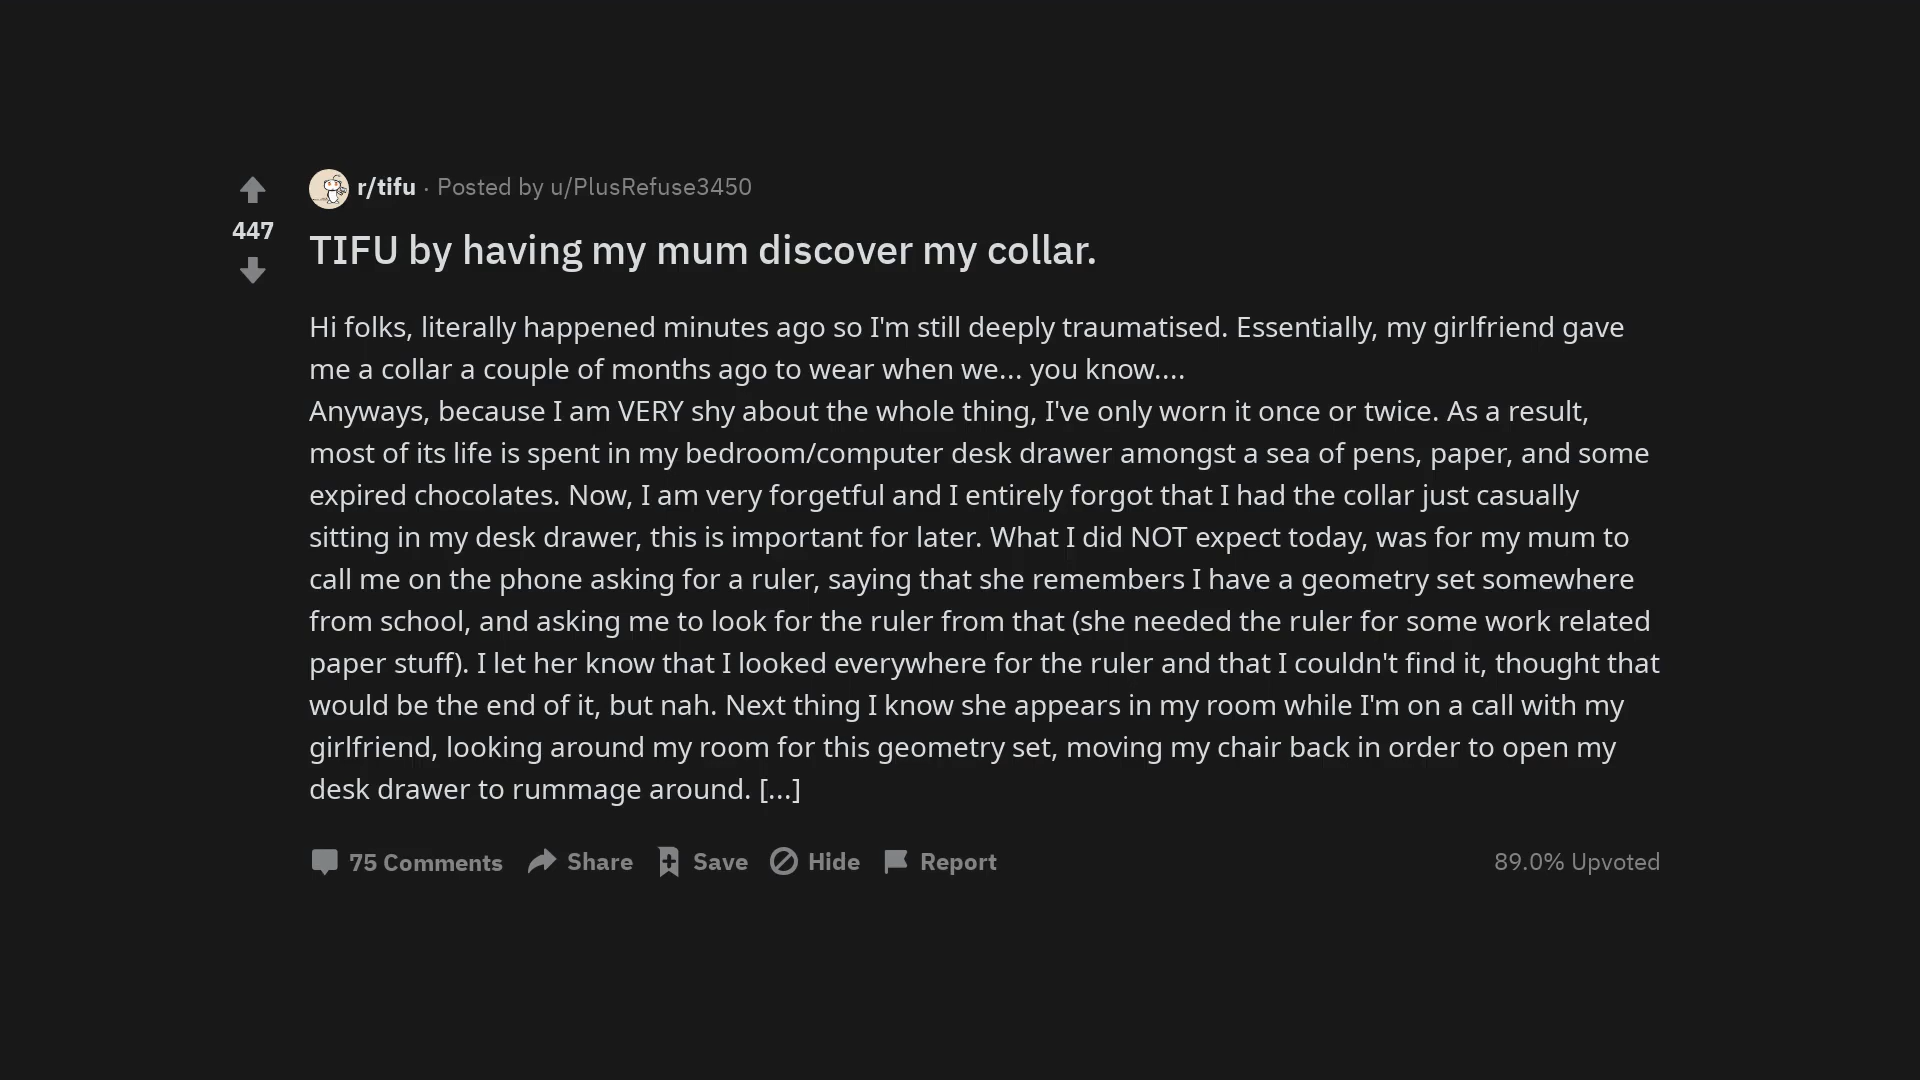 r/tifu · Posted by u/PlusRefuse3450
447
TIFU by having my mum discover my collar.
Hi folks, literally happened minutes ago so I'm still deeply traumatised. Essentially, my girlfriend gave
me a collar a couple of months ago to wear when we... you know....
Anyways, because I am VERY shy about the whole thing, I've only worn it once or twice. As a result,
most of its life is spent in my bedroom/computer desk drawer amongst a sea of pens, paper, and some
expired chocolates. Now, I am very forgetful and I entirely forgot that I had the collar just casually
sitting in my desk drawer, this is important for later. What I did NOT expect today, was for my mum to
call me on the phone asking for a ruler, saying that she remembers I have a geometry set somewhere
from school, and asking me to look for the ruler from that (she needed the ruler for some work related
paper stuff). I let her know that I looked everywhere for the ruler and that I couldn't find it, thought that
would be the end of it, but nah. Next thing I know she appears in my room while I'm on a call with my
girlfriend, looking around my room for this geometry set, moving my chair back in order to open my
desk drawer to rummage around. [...]
75 Comments Share Save Hide Report 89.0% Upvoted